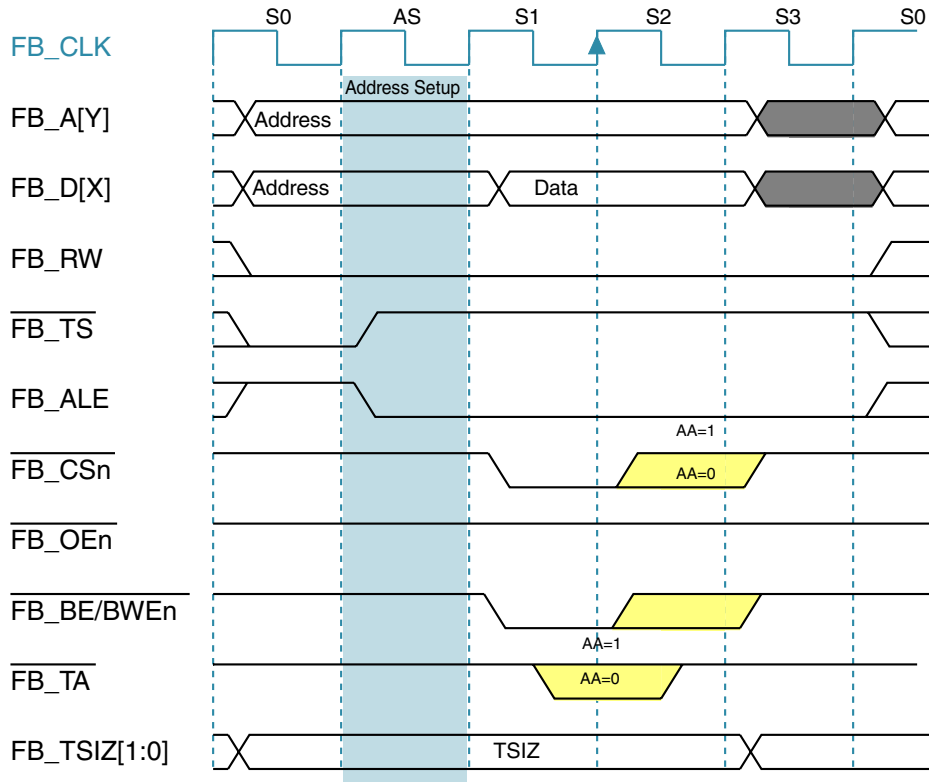 S0 AS S1 S2 S3 S0
FB_CLK
Address Setup
FB_A[Y] Address
FB_D[X] Address Data
FB_RW
FB_TS
FB_ALE
AA=1
FB_CSn AA=0
FB_OEn
FB_BE/BWEn
AA=1
FB_TA AA=0
FB_TSIZ[1:0] TSIZ